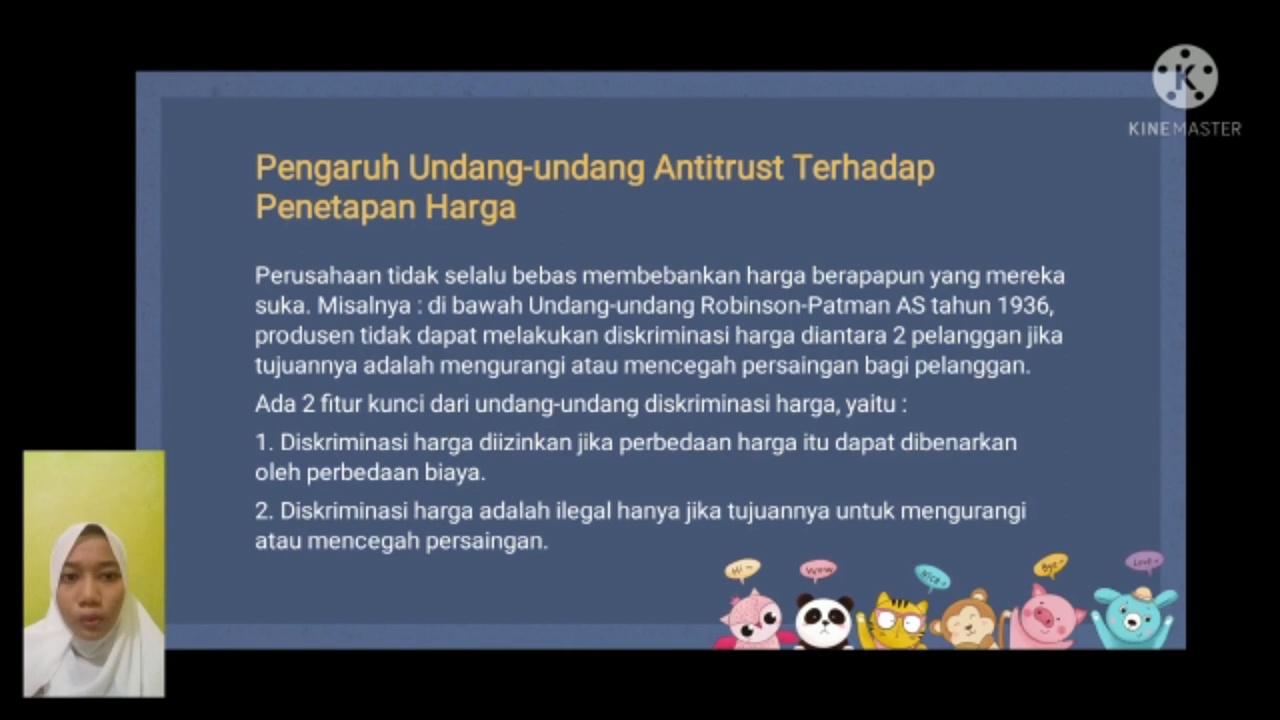 KINEMASTER
Pengaruh Undang-undang Antitrust Terhadap
Penetapan Harga
Perusahaan tidak selalu bebas membebankan harga berapapun yang mereka
suka. Misalnya : di bawah Undang-undang Robinson-Patman AS tahun 1936,
produsen tidak dapat melakukan diskriminasi harga diantara 2 pelanggan jika
tujuannya adalah mengurangi atau mencegah persaingan bagi pelanggan.
Ada 2 fitur kunci dari undang-undang diskriminasi harga, yaitu :
1. Diskriminasi harga diizinkan jika perbedaan harga itu dapat dibenarkan
oleh perbedaan biaya.
2. Diskriminasi harga adalah ilegal hanya jika tujuannya untuk mengurangi
atau mencegah persaingan.
Hi~
Wow
Nice~
Bye~
Love~